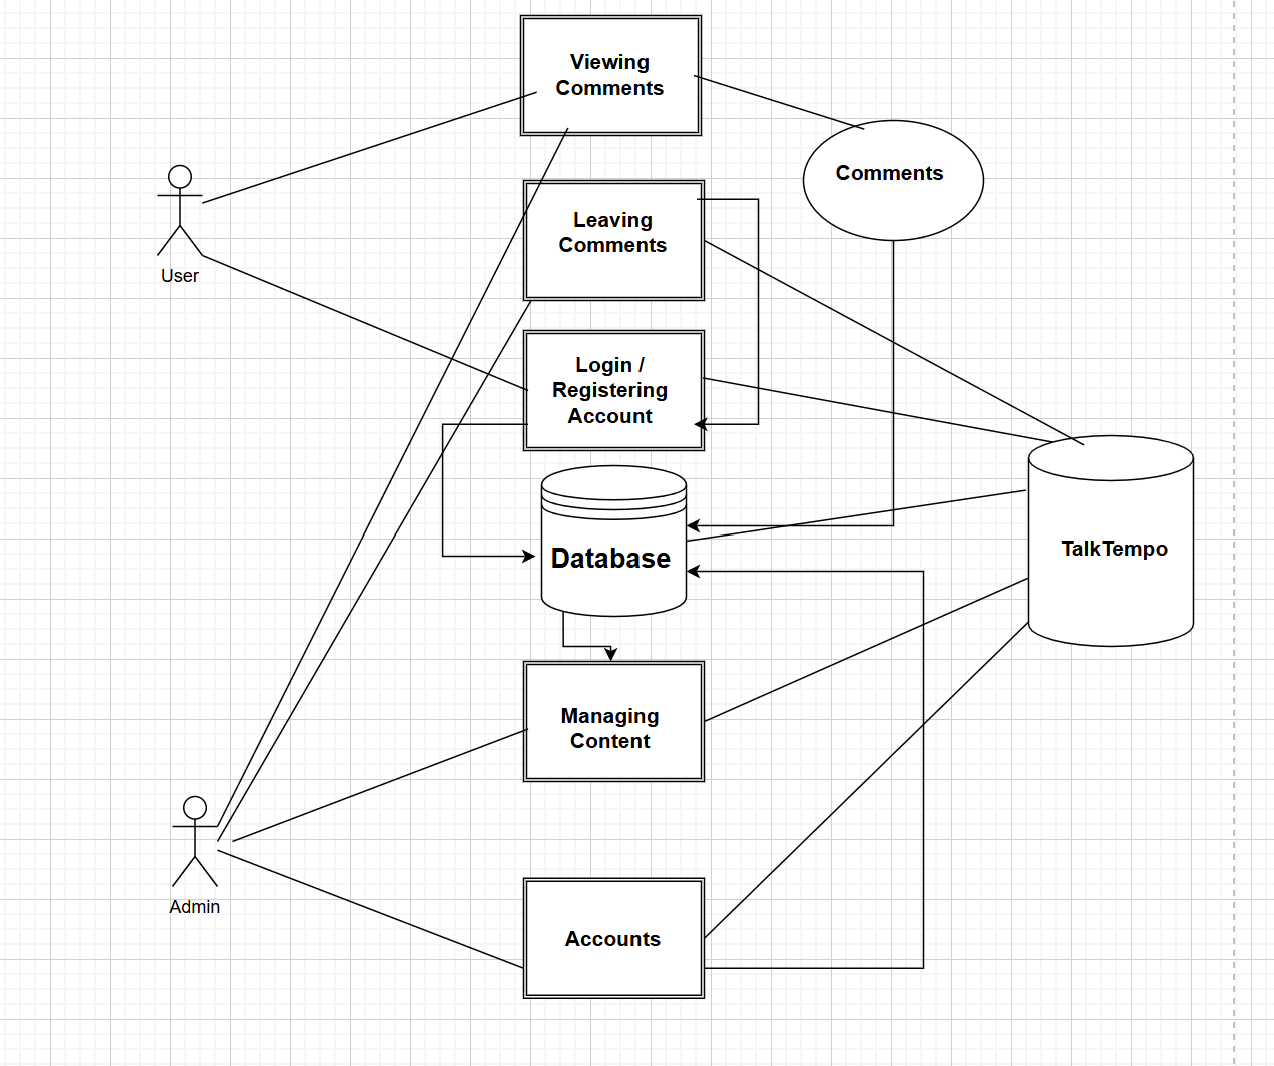 Viewing
Comments
Comments
User
Leaving
Comments
Login /
Registering
Account
Database
TalkTempo
Managing
Content
Admin
Accounts